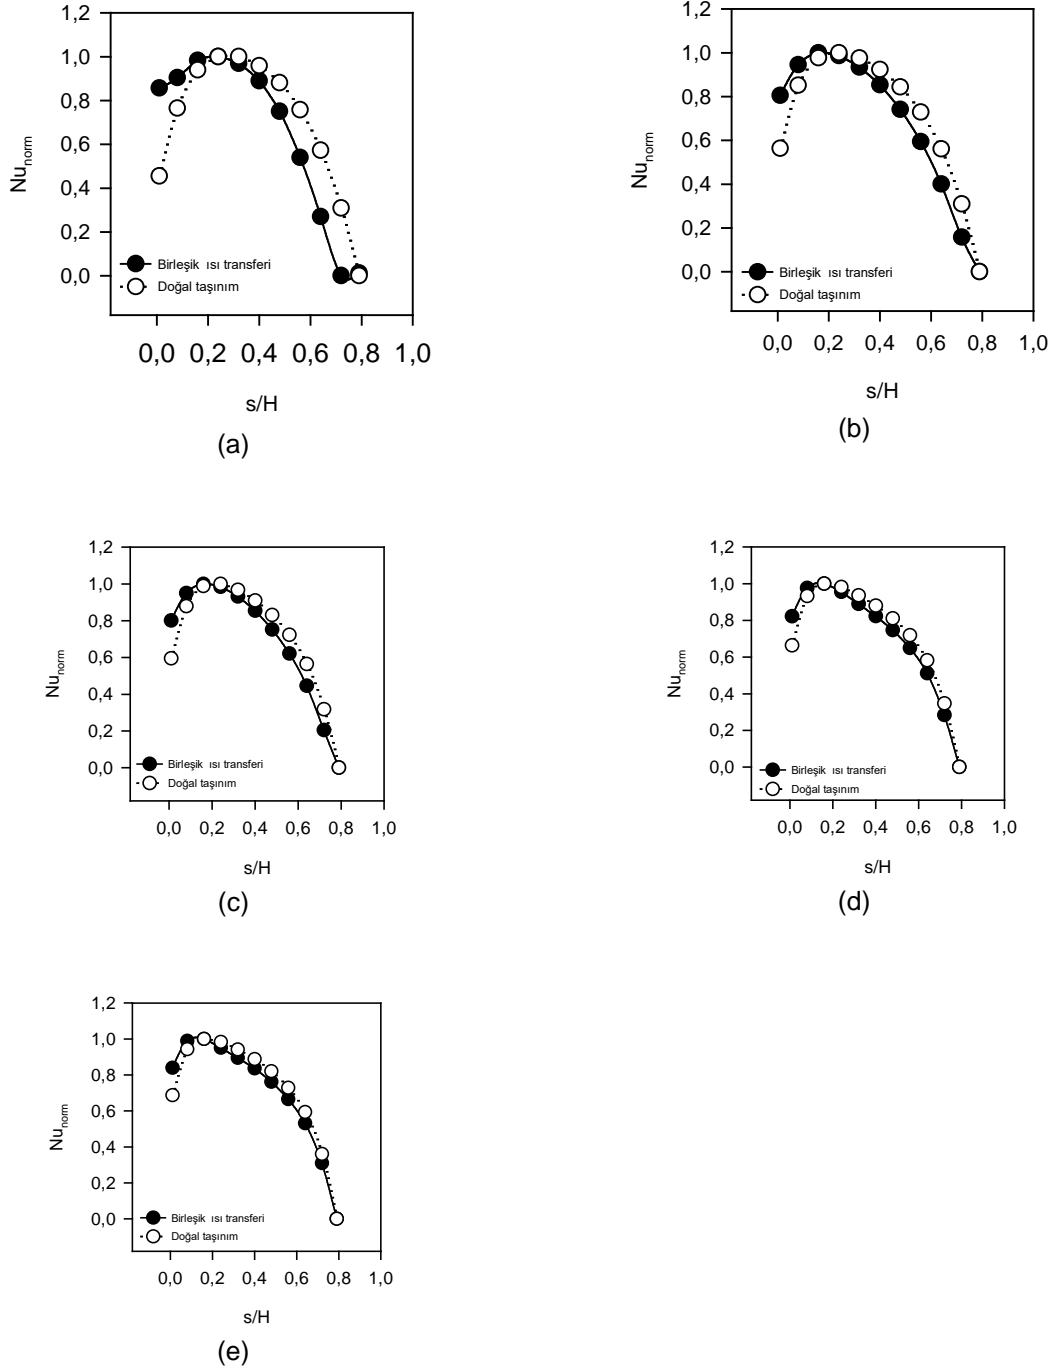 1,2
1,0
0,8
0,6
0,4
0,2
0,0
Nu_norm
Birleşik ısı transferi
Doğal taşınım
0,0 0,2 0,4 0,6 0,8 1,0
s/H
(a)
1,2
1,0
0,8
0,6
0,4
0,2
0,0
Nu_norm
Birleşik ısı transferi
Doğal taşınım
0,0 0,2 0,4 0,6 0,8 1,0
s/H
(b)
1,2
1,0
0,8
0,6
0,4
0,2
0,0
Nu_norm
Birleşik ısı transferi
Doğal taşınım
0,0 0,2 0,4 0,6 0,8 1,0
s/H
(c)
1,2
1,0
0,8
0,6
0,4
0,2
0,0
Nu_norm
Birleşik ısı transferi
Doğal taşınım
0,0 0,2 0,4 0,6 0,8 1,0
s/H
(d)
1,2
1,0
0,8
0,6
0,4
0,2
0,0
Nu_norm
Birleşik ısı transferi
Doğal taşınım
0,0 0,2 0,4 0,6 0,8 1,0
s/H
(e)